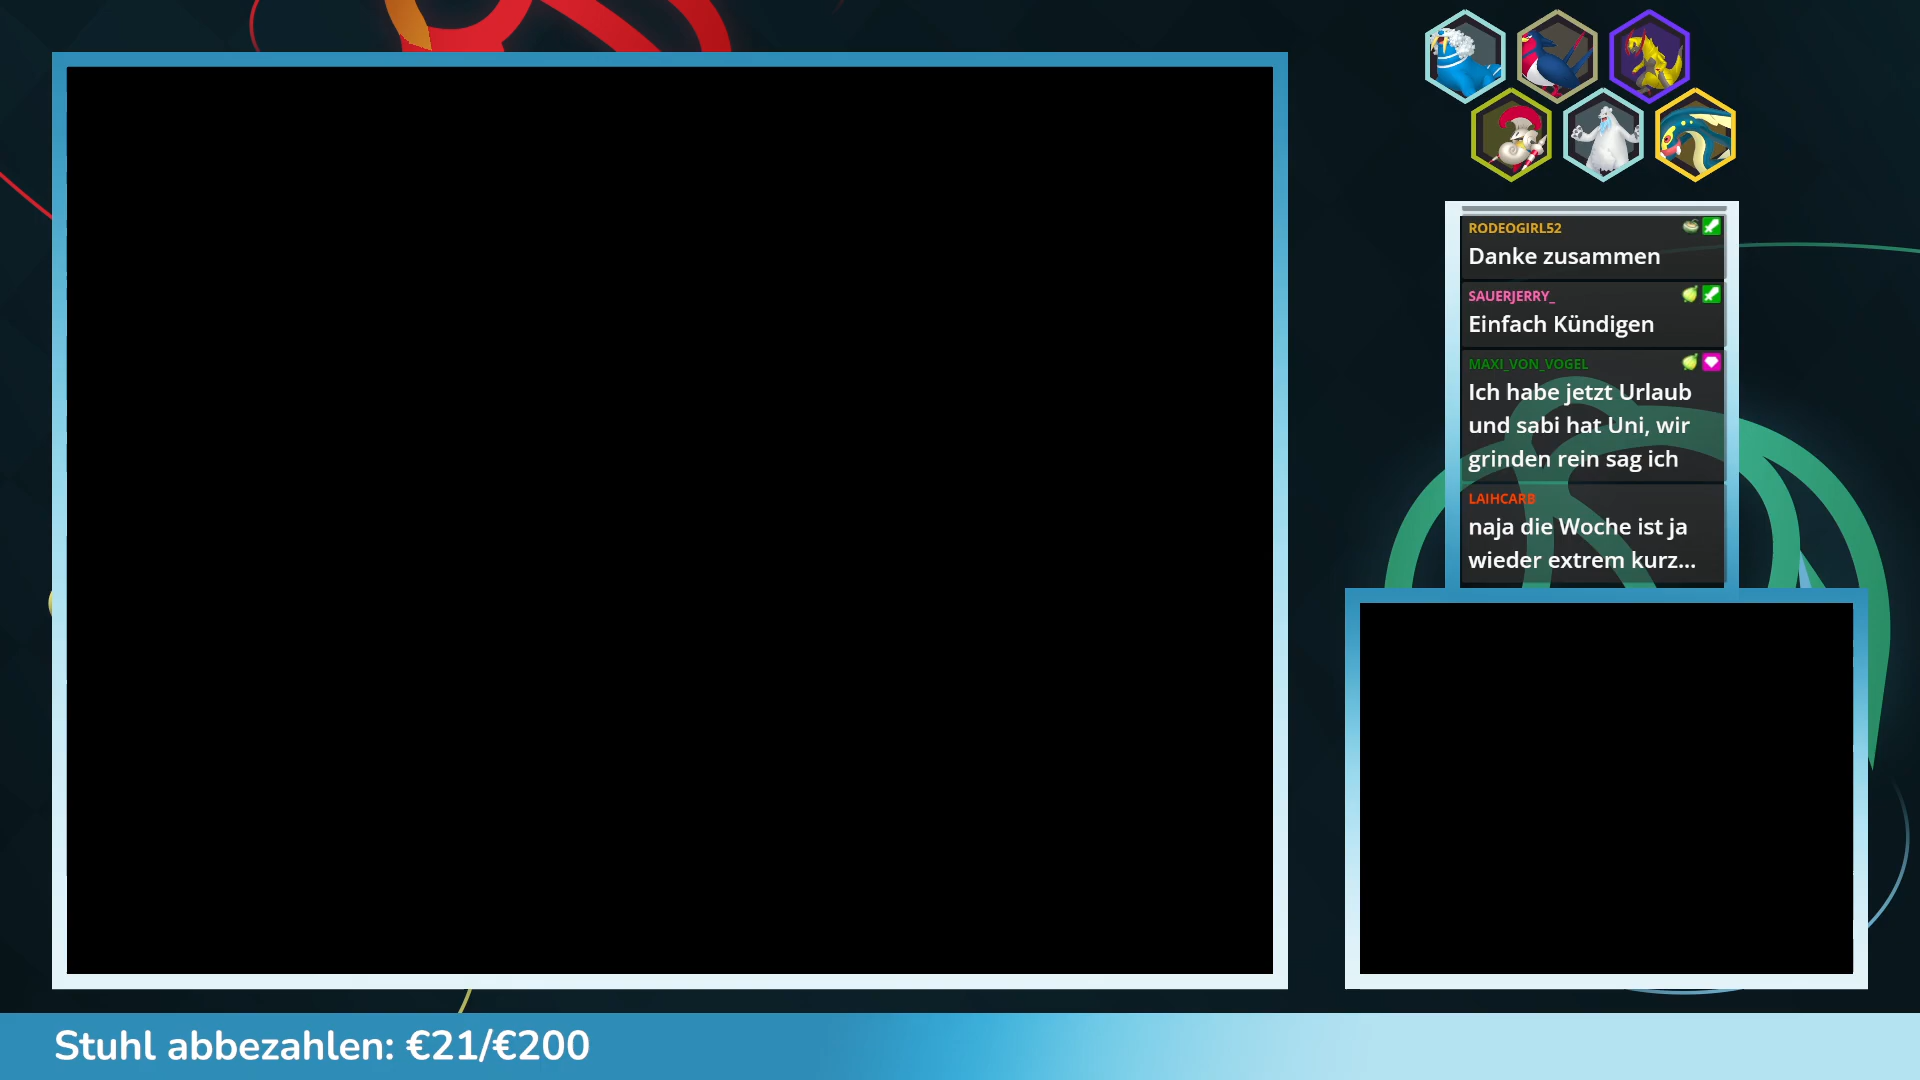 RODEOGIRL52
Danke zusammen
SAUERJERRY_
Einfach Kündigen
MAXI_VON_VOGEL
Ich habe jetzt Urlaub
und sabi hat Uni, wir
grinden rein sag ich
LAIHCARB
naja die Woche ist ja
wieder extrem kurz...
Stuhl abbezahlen: €21/€200